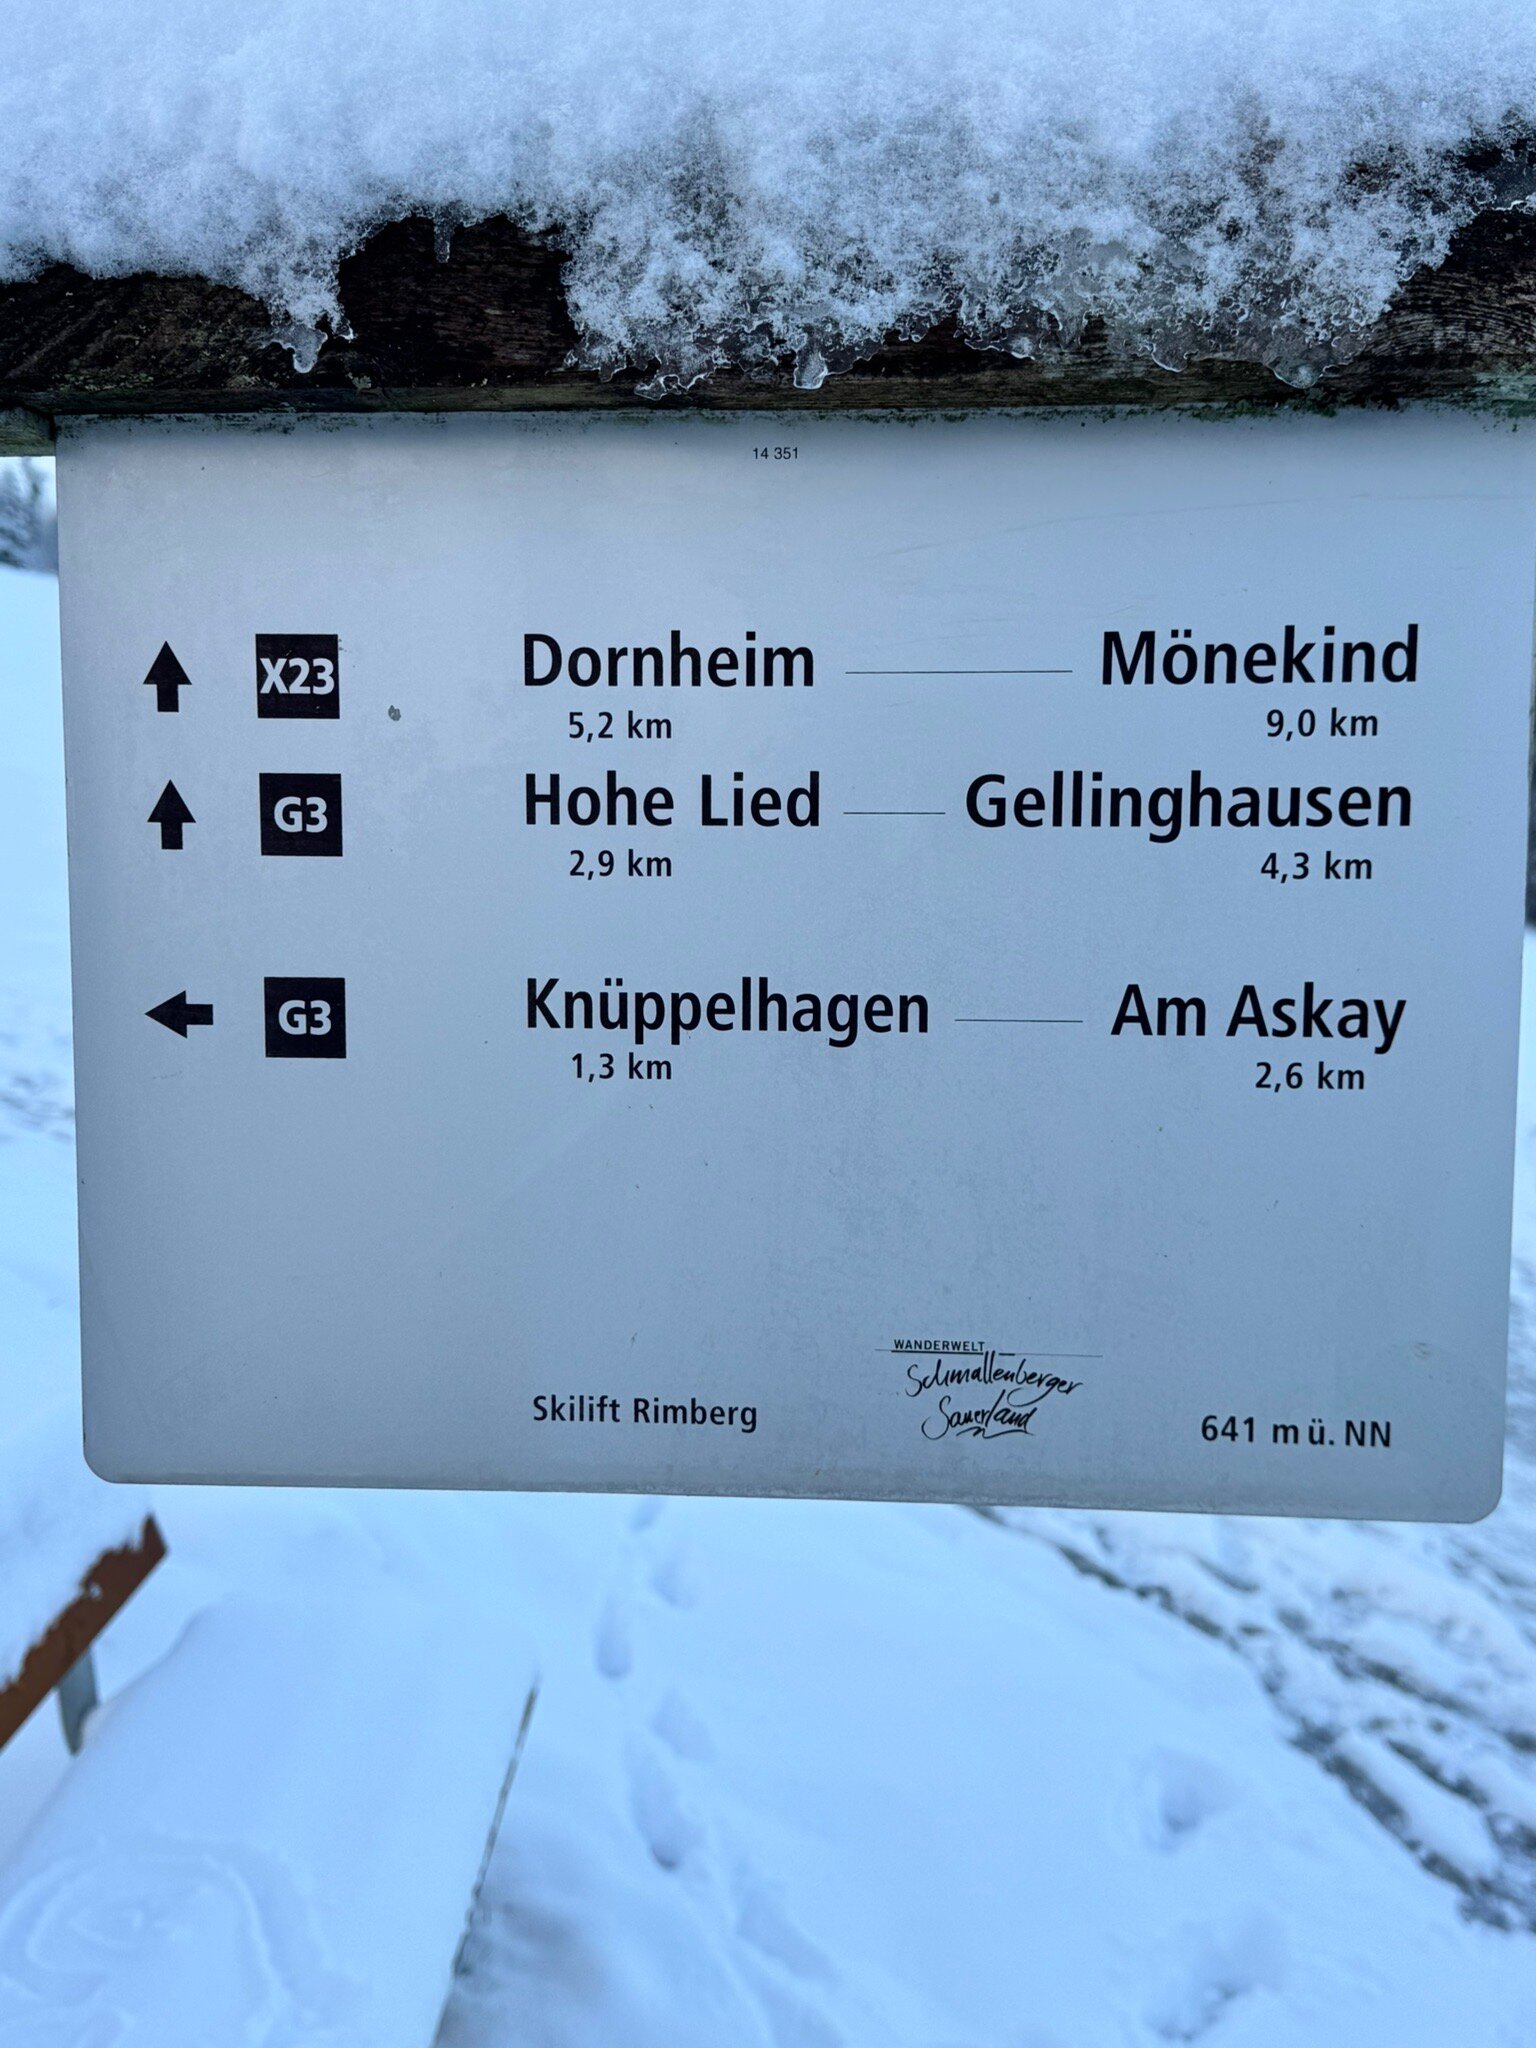 14 351
X23 Dornheim Mönekind
5,2 km 9,0 km
G3 Hohe Lied Gellinghausen
2,9 km 4,3 km
G3 Knüppelhagen Am Askay
1,3 km 2,6 km
WANDERWELT
Schmallenberger
Sauerland
Skilift Rimberg
641 m ü. NN